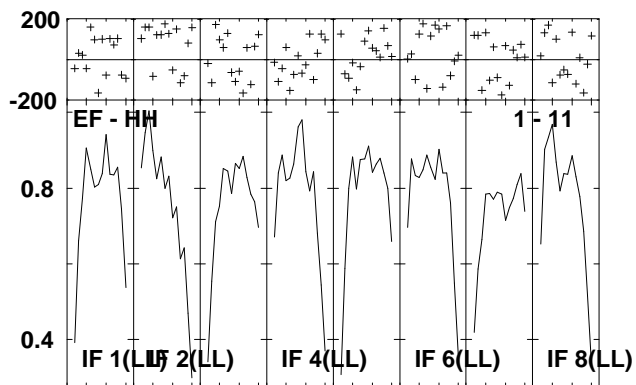 200
-200
EF - HH 1 - 11
0.8
0.4
IF 1(LL) IF 2(LL) IF 4(LL) IF 6(LL) IF 8(LL)